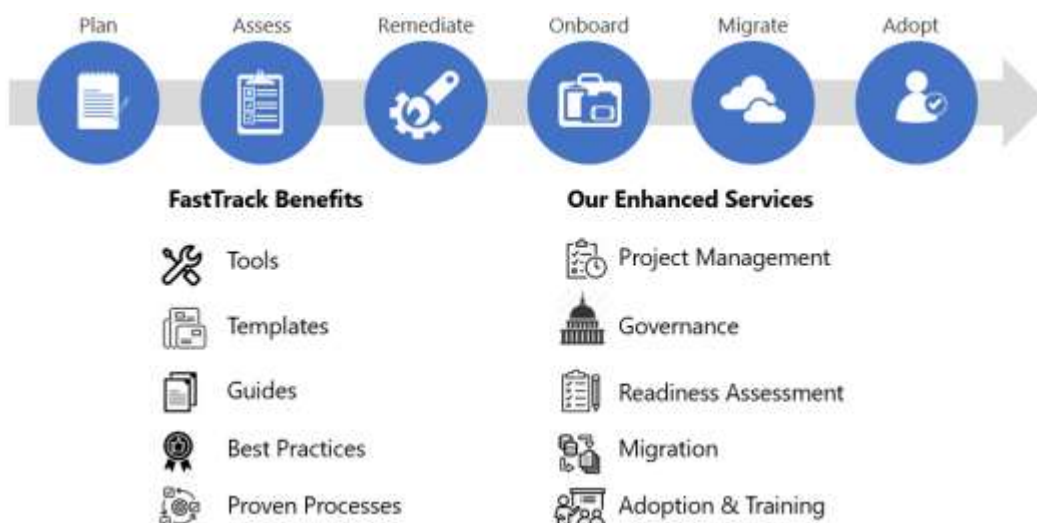 Plan Assess Remediate Onboard Migrate Adopt
FastTrack Benefits
Tools
Templates
Guides
Best Practices
Proven Processes
Our Enhanced Services
Project Management
Governance
Readiness Assessment
Migration
Adoption & Training